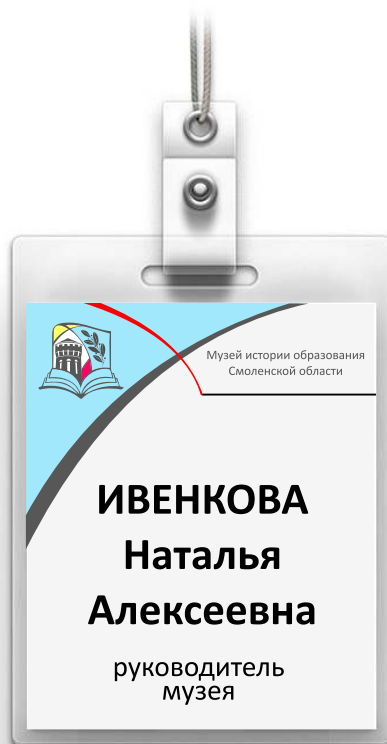 Музей истории образования
Смоленской области
ИВЕНКОВА
Наталья
Алексеевна
руководитель
музея